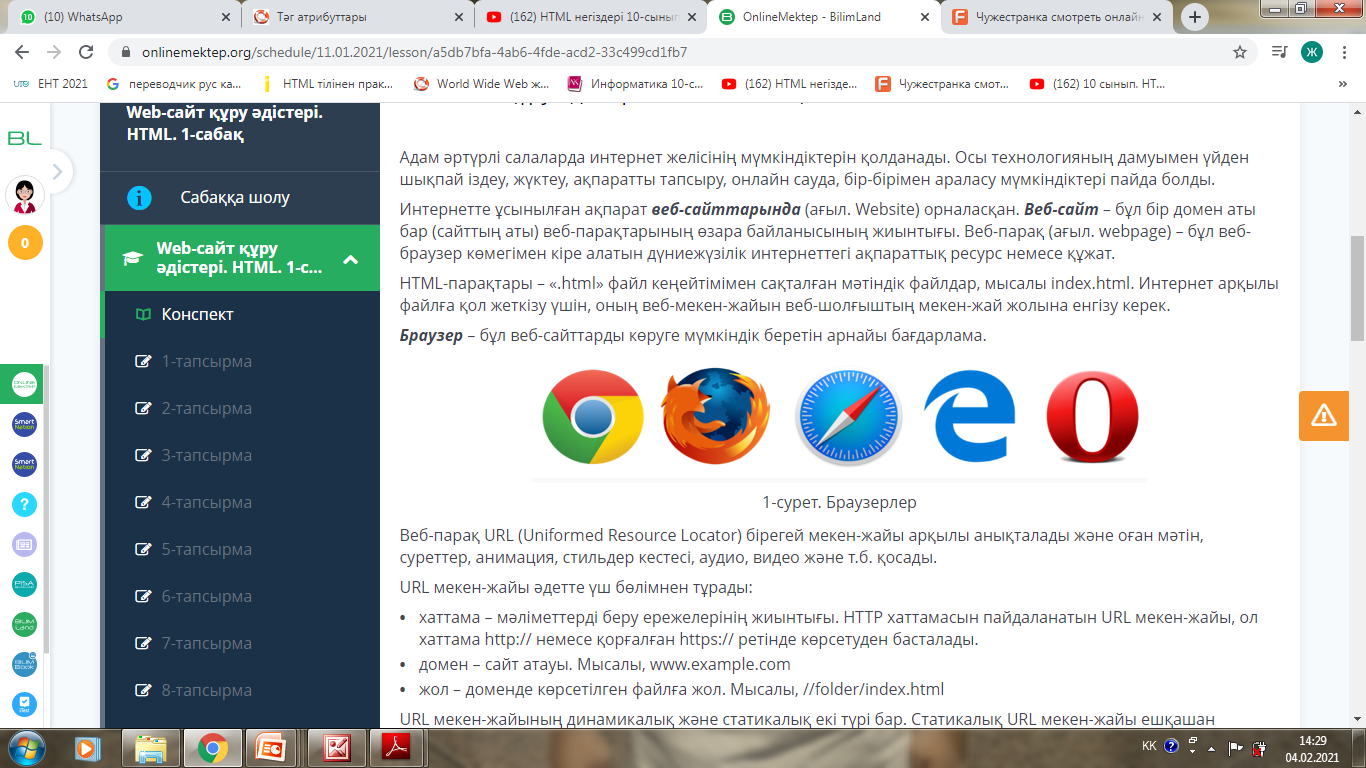 (10) WhatsApp
Тәг атрибуттары
(162) HTML негіздері 10-сынып
OnlineMektep - BilimLand
Чужестранка смотреть онлайн
onlinemektep.org/schedule/11.01.2021/lesson/a5db7bfa-4ab6-4fde-acd2-33c499cd1fb7
Ж
ЕНТ 2021
переводчик рус ка...
HTML тілінен прак...
World Wide Web ж...
Информатика 10-с...
(162) HTML негізде...
Чужестранка смот...
(162) 10 сынып. НТ...
BL
0
Web-сайт құру әдістері.
HTML. 1-сабақ
Сабаққа шолу
Web-сайт құру
әдістері. HTML. 1-с...
Конспект
1-тапсырма
2-тапсырма
3-тапсырма
4-тапсырма
5-тапсырма
6-тапсырма
7-тапсырма
8-тапсырма
Адам әртүрлі салаларда интернет желісінің мүмкіндіктерін қолданады. Осы технологияның дамуымен үйден
шықпай іздеу, жүктеу, ақпаратты тапсыру, онлайн сауда, бір-бірімен араласу мүмкіндіктері пайда болды.
Интернетте ұсынылған ақпарат веб-сайттарында (ағыл. Website) орналасқан. Веб-сайт – бұл бір домен аты
бар (сайттың аты) веб-парақтарының өзара байланысының жиынтығы. Веб-парақ (ағыл. webpage) – бұл веб-
браузер көмегімен кіре алатын дүниежүзілік интернеттегі ақпараттық ресурс немесе құжат.
HTML-парақтары – «.html» файл кеңейтімімен сақталған мәтіндік файлдар, мысалы index.html. Интернет арқылы
файлға қол жеткізу үшін, оның веб-мекен-жайын веб-шолғыштың мекен-жай жолына енгізу керек.
Браузер – бұл веб-сайттарды көруге мүмкіндік беретін арнайы бағдарлама.
1-сурет. Браузерлер
Веб-парақ URL (Uniformed Resource Locator) бірегей мекен-жайы арқылы анықталады және оған мәтін,
суреттер, анимация, стильдер кестесі, аудио, видео және т.б. қосады.
URL мекен-жайы әдетте үш бөлімнен тұрады:
• хаттама – мәліметтерді беру ережелерінің жиынтығы. HTTP хаттамасын пайдаланатын URL мекен-жайы, ол
хаттама http:// немесе қорғалған https:// ретінде көрсетуден басталады.
• домен – сайт атауы. Мысалы, www.example.com
• жол – доменде көрсетілген файлға жол. Мысалы, //folder/index.html
URL мекен-жайының динамикалық және статикалық екі түрі бар. Статикалық URL мекен-жайы ешқашан
KK
14:29
04.02.2021